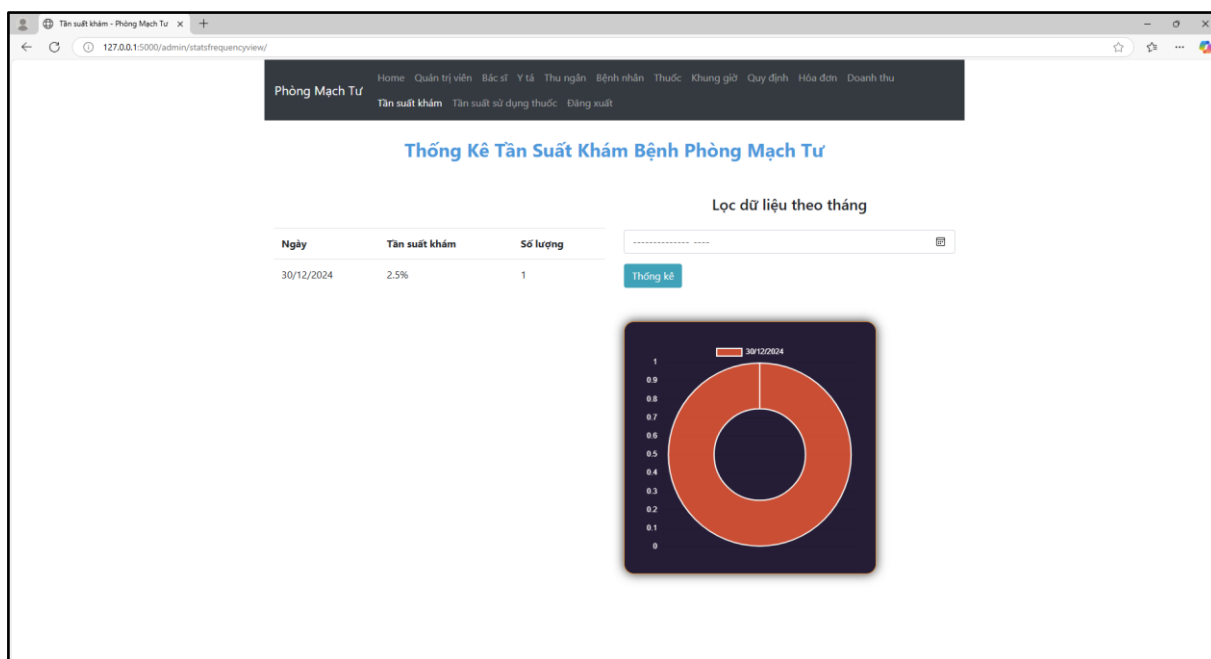 Tần suất khám - Phòng Mạch Tư
127.0.0.1:5000/admin/statsfrequencyview/
Phòng Mạch Tư
Home Quản trị viên Bác sĩ Y tá Thu ngân Bệnh nhân Thuốc Khung giờ Quy định Hóa đơn Doanh thu
Tần suất khám Tần suất sử dụng thuốc Đăng xuất
Thống Kê Tần Suất Khám Bệnh Phòng Mạch Tư
Lọc dữ liệu theo tháng
Ngày Tần suất khám Số lượng
-------------- ----
30/12/2024 2.5% 1
Thống kê
30/12/2024
1
0.9
0.8
0.7
0.6
0.5
0.4
0.3
0.2
0.1
0